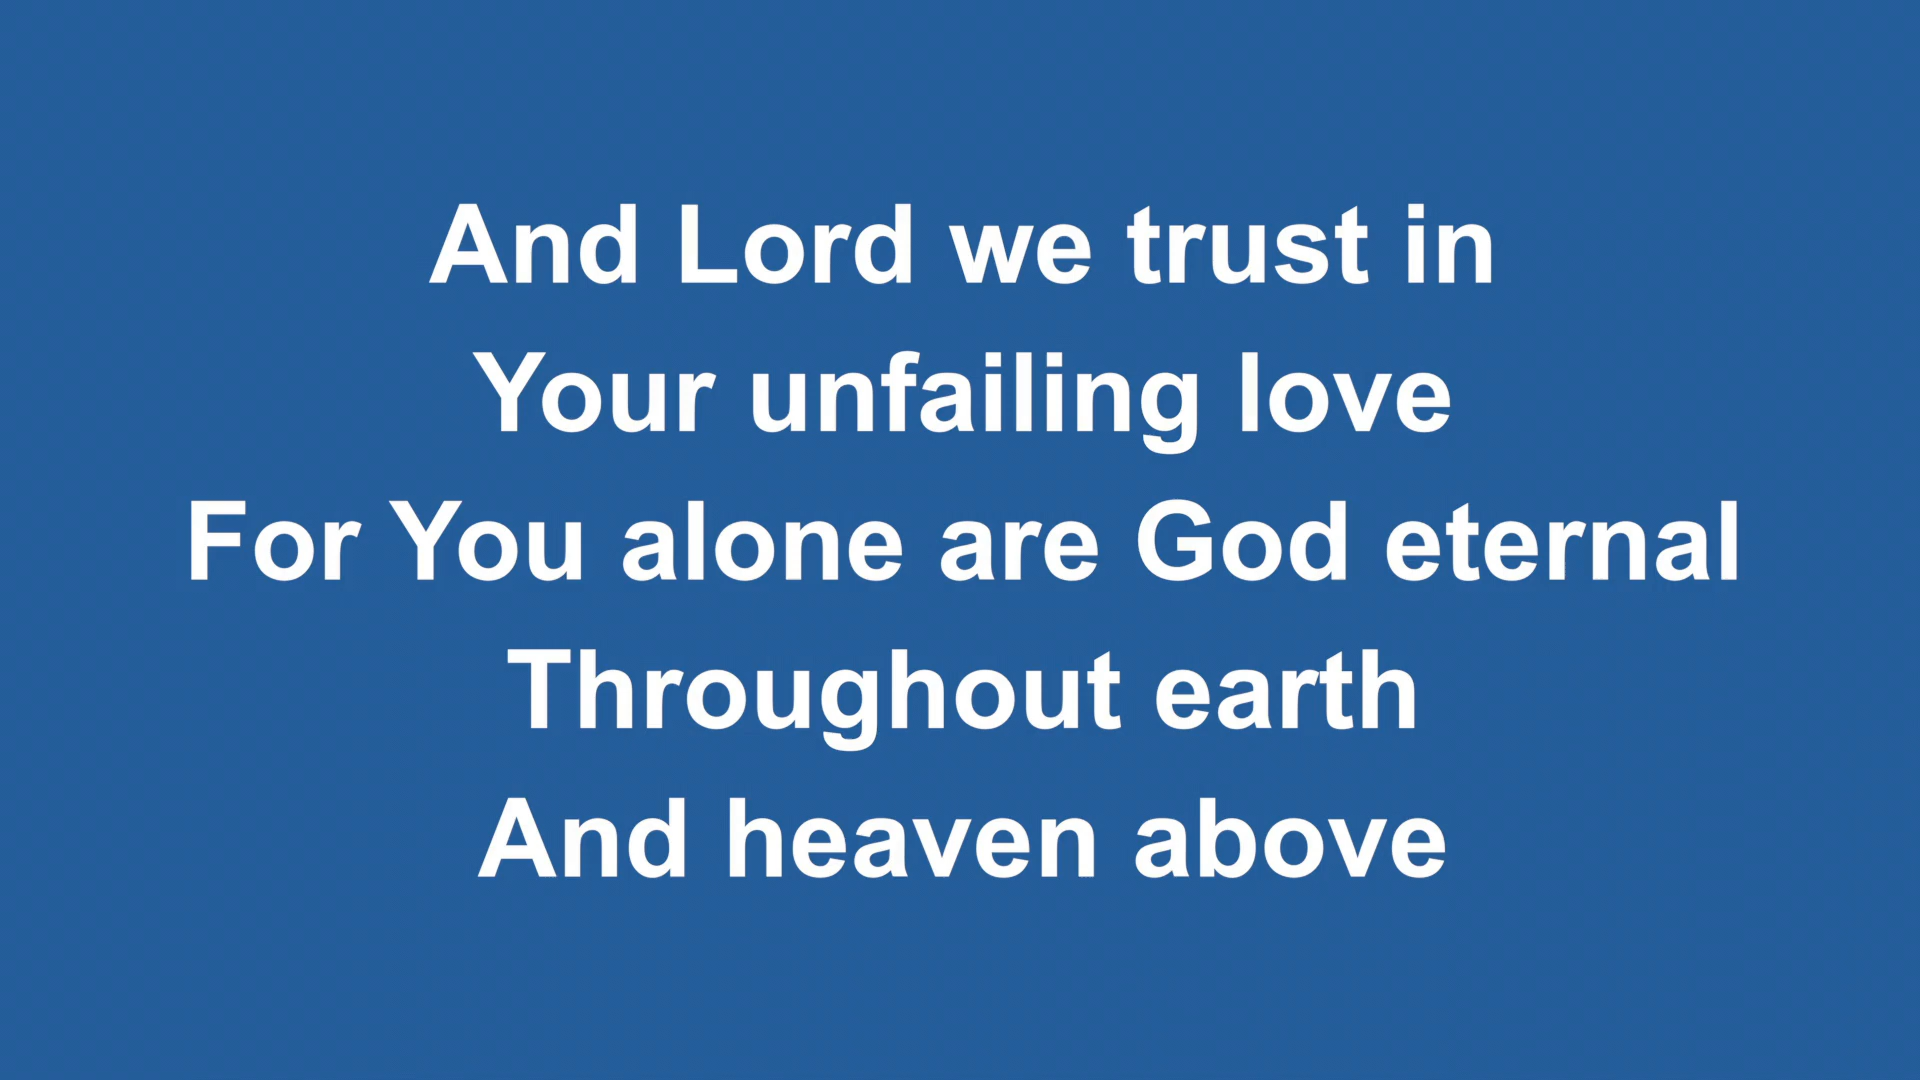 And Lord we trust in
Your unfailing love
For You alone are God eternal
Throughout earth
And heaven above